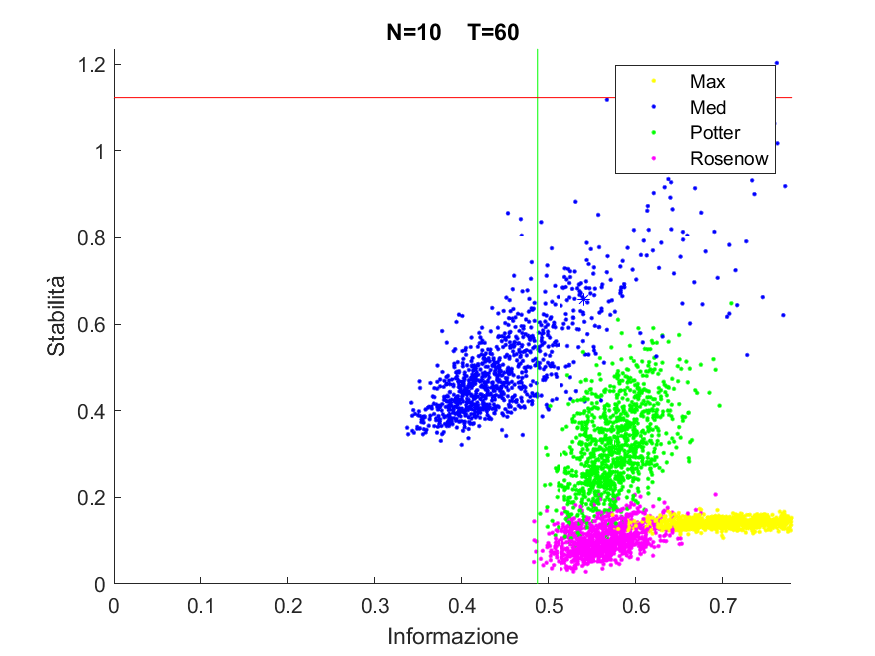 N=10 T=60
1.2
1
0.8
0.6
0.4
0.2
0
Stabilità
Max
Med
Potter
Rosenow
0 0.1 0.2 0.3 0.4 0.5 0.6 0.7
Informazione